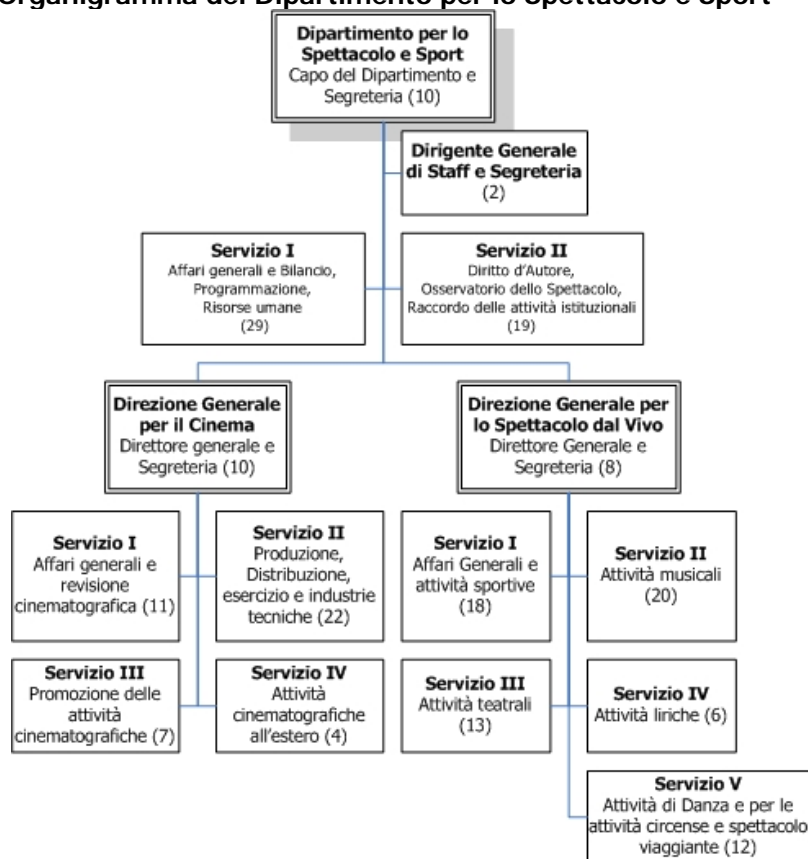 Organigramma del Dipartimento per lo Spettacolo e Sport
Dipartimento per lo
Spettacolo e Sport
Capo del Dipartimento e
Segreteria (10)
Dirigente Generale
di Staff e Segreteria
(2)
Servizio I
Affari generali e Bilancio,
Programmazione,
Risorse umane
(29)
Servizio II
Diritto d'Autore,
Osservatorio dello Spettacolo,
Raccordo delle attività istituzionali
(19)
Direzione Generale
per il Cinema
Direttore generale e
Segreteria (10)
Direzione Generale per
lo Spettacolo dal Vivo
Direttore Generale e
Segreteria (8)
Servizio I
Affari generali e
revisione
cinematografica (11)
Servizio II
Produzione,
Distribuzione,
esercizio e industrie
tecniche (22)
Servizio I
Affari Generali e
attività sportive
(18)
Servizio II
Attività musicali
(20)
Servizio III
Promozione delle
attività
cinematografiche (7)
Servizio IV
Attività
cinematografiche
all'estero (4)
Servizio III
Attività teatrali
(13)
Servizio IV
Attività liriche (6)
Servizio V
Attività di Danza e per le
attività circense e spettacolo
viaggiante (12)